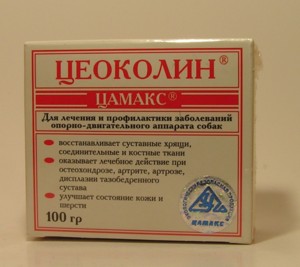 ЦЕОКОЛИН®
ЦАМАКС®
Для лечения и профилактики заболеваний
опорно-двигательного аппарата собак
восстанавливает суставные хрящи,
соединительные и костные ткани
оказывает лечебное действие при
остеохондрозе, артрите, артрозе,
дисплазии тазобедренного
сустава
улучшает состояние кожи и
шерсти
100 гр
ЦАМАКС